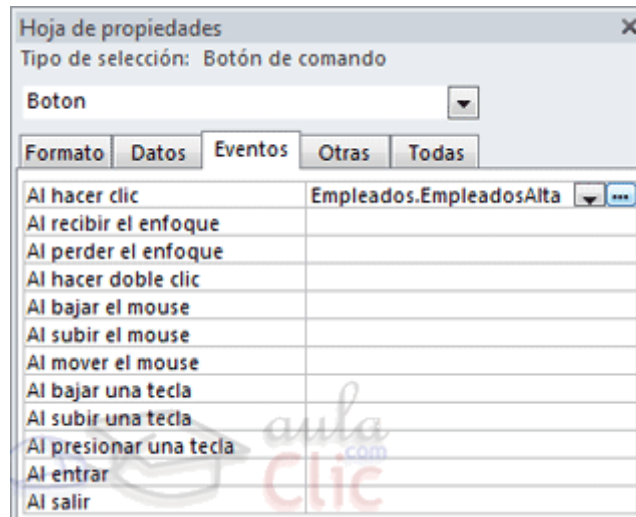 Hoja de propiedades
Tipo de selección: Botón de comando
Boton
Formato Datos Eventos Otras Todas
Al hacer clic Empleados.EmpleadosAlta
Al recibir el enfoque
Al perder el enfoque
Al hacer doble clic
Al bajar el mouse
Al subir el mouse
Al mover el mouse
Al bajar una tecla
Al subir una tecla
Al presionar una tecla
Al entrar
Al salir
aula
.com
Clic